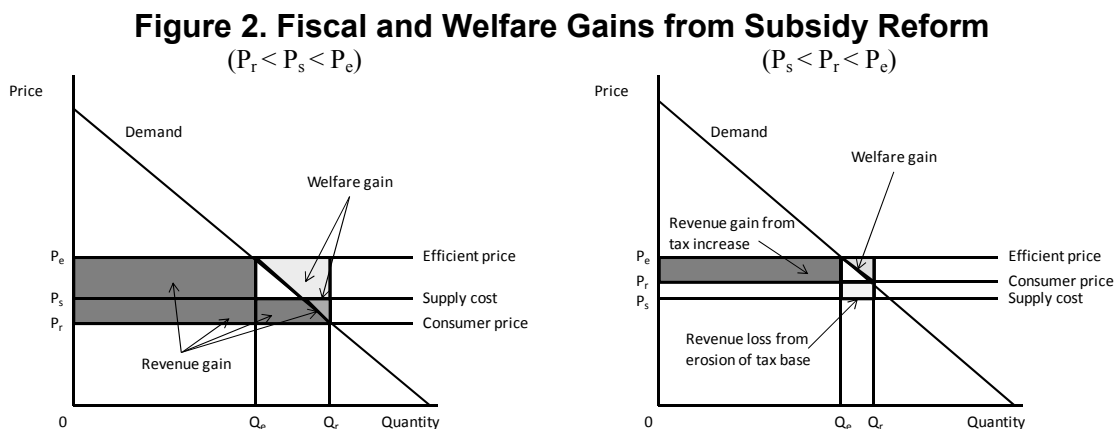 Figure 2. Fiscal and Welfare Gains from Subsidy Reform
(Pr < Ps < Pe)
Price
Demand
Welfare gain
Pe
Efficient price
Ps
Supply cost
Pr
Consumer price
Revenue gain
0
Qe
Qr
Quantity
(Ps < Pr < Pe)
Price
Demand
Welfare gain
Revenue gain from
tax increase
Pe
Efficient price
Pr
Consumer price
Ps
Supply cost
Revenue loss from
erosion of tax base
0
Qe
Qr
Quantity